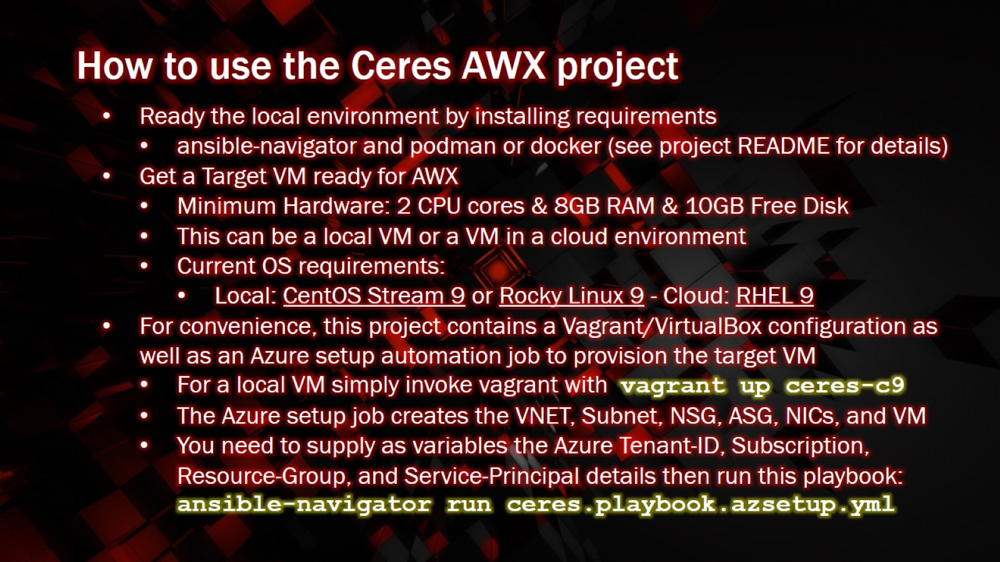 How to use the Ceres AWX project
• Ready the local environment by installing requirements
• ansible-navigator and podman or docker (see project README for details)
• Get a Target VM ready for AWX
• Minimum Hardware: 2 CPU cores & 8GB RAM & 10GB Free Disk
• This can be a local VM or a VM in a cloud environment
• Current OS requirements:
• Local: CentOS Stream 9 or Rocky Linux 9 - Cloud: RHEL 9
• For convenience, this project contains a Vagrant/VirtualBox configuration as
well as an Azure setup automation job to provision the target VM
• For a local VM simply invoke vagrant with vagrant up ceres-c9
• The Azure setup job creates the VNET, Subnet, NSG, ASG, NICs, and VM
• You need to supply as variables the Azure Tenant-ID, Subscription,
Resource-Group, and Service-Principal details then run this playbook:
ansible-navigator run ceres.playbook.azsetup.yml